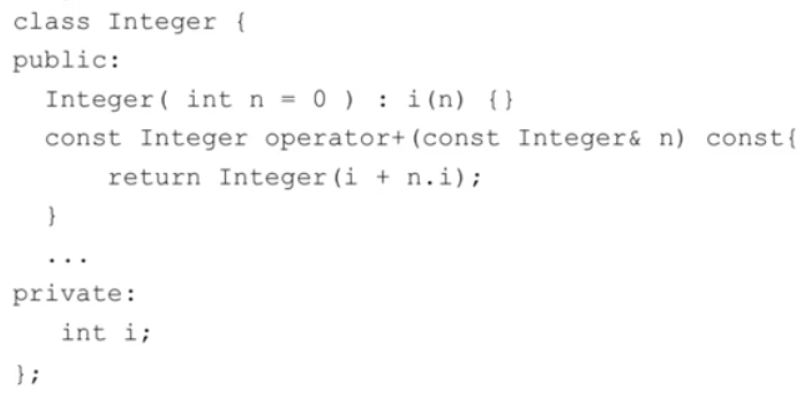 class Integer {
public:
Integer( int n = 0 ) : i(n) {}
const Integer operator+(const Integer& n) const{
return Integer(i + n.i);
}
...
private:
int i;
};